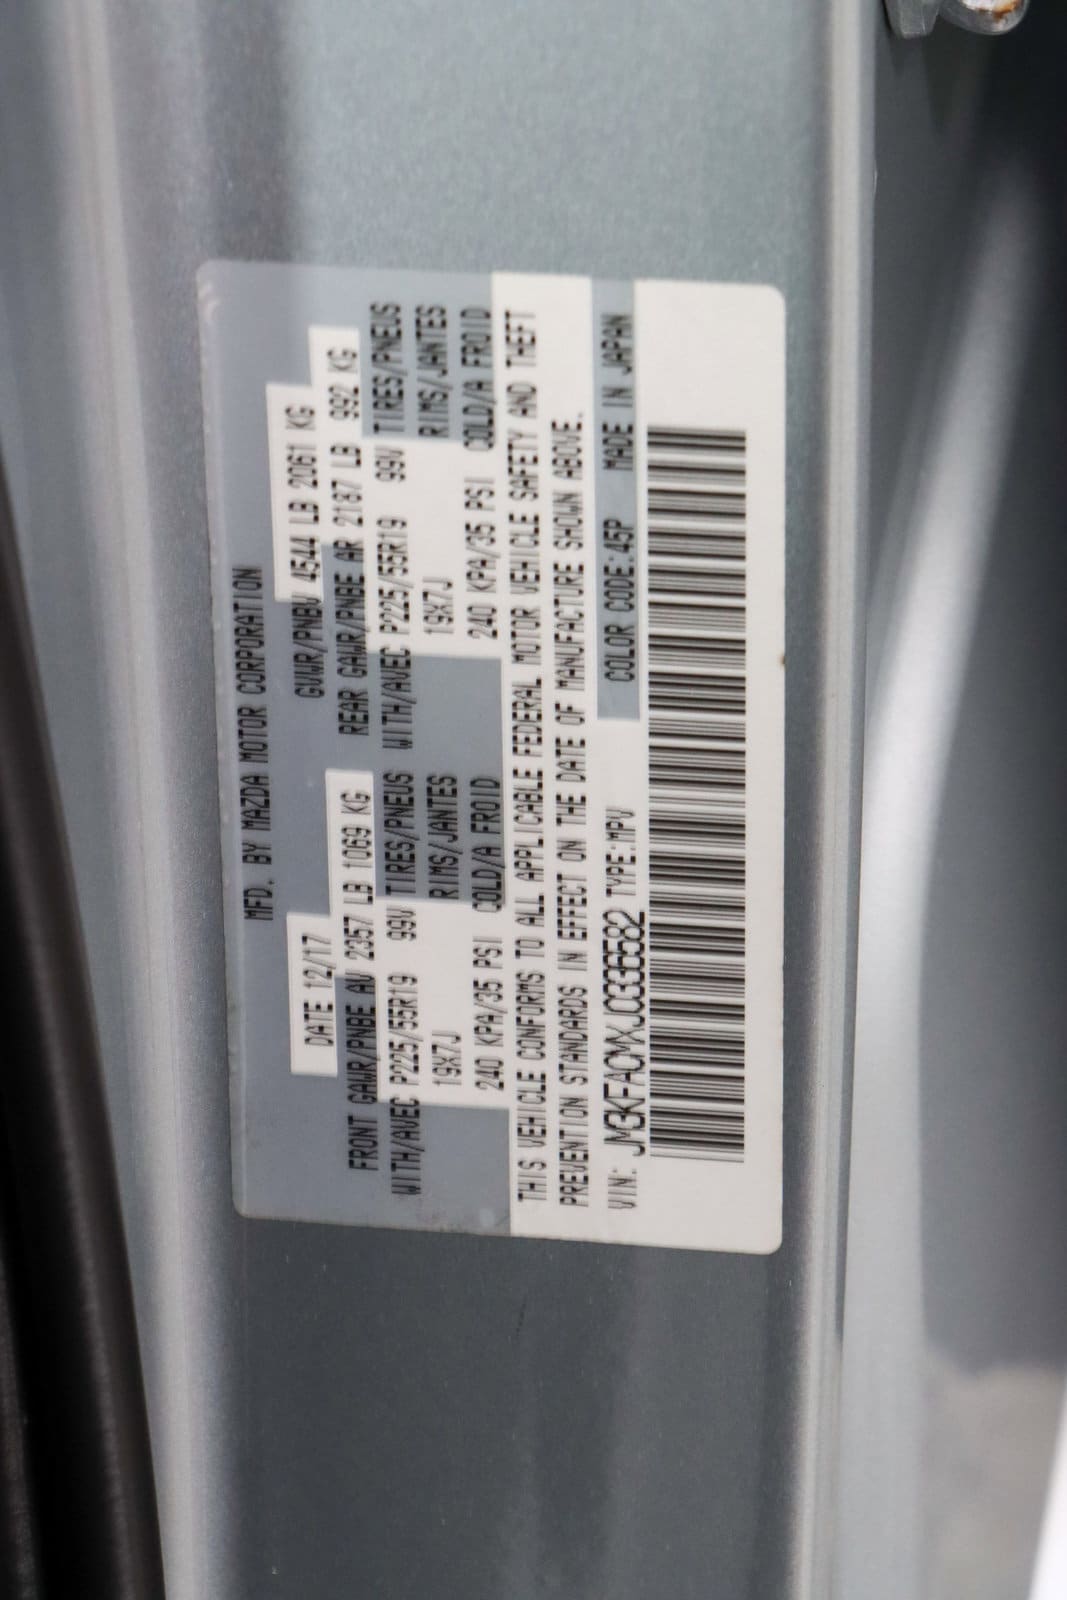 MFD. BY MAZDA MOTOR CORPORATION
DATE 12/17 GVWR/PNBV 4544 LB 2061 KG
FRONT GAWR/PNBE AV 2357 LB 1069 KG REAR GAWR/PNBE AR 2187 LB 992 KG
WITH/AVEC P225/55R19 99V TIRES/PNEUS WITH/AVEC P225/55R19 99V TIRES/PNEUS
19X7J RIMS/JANTES 19X7J RIMS/JANTES
240 KPA/35 PSI COLD/A FROID 240 KPA/35 PSI COLD/A FROID
THIS VEHICLE CONFORMS TO ALL APPLICABLE FEDERAL MOTOR VEHICLE SAFETY AND THEFT
PREVENTION STANDARDS IN EFFECT ON THE DATE OF MANUFACTURE SHOWN ABOVE.
VIN: JM3KFACMXJ0336582 TYPE:MPV COLOR CODE:45P MADE IN JAPAN